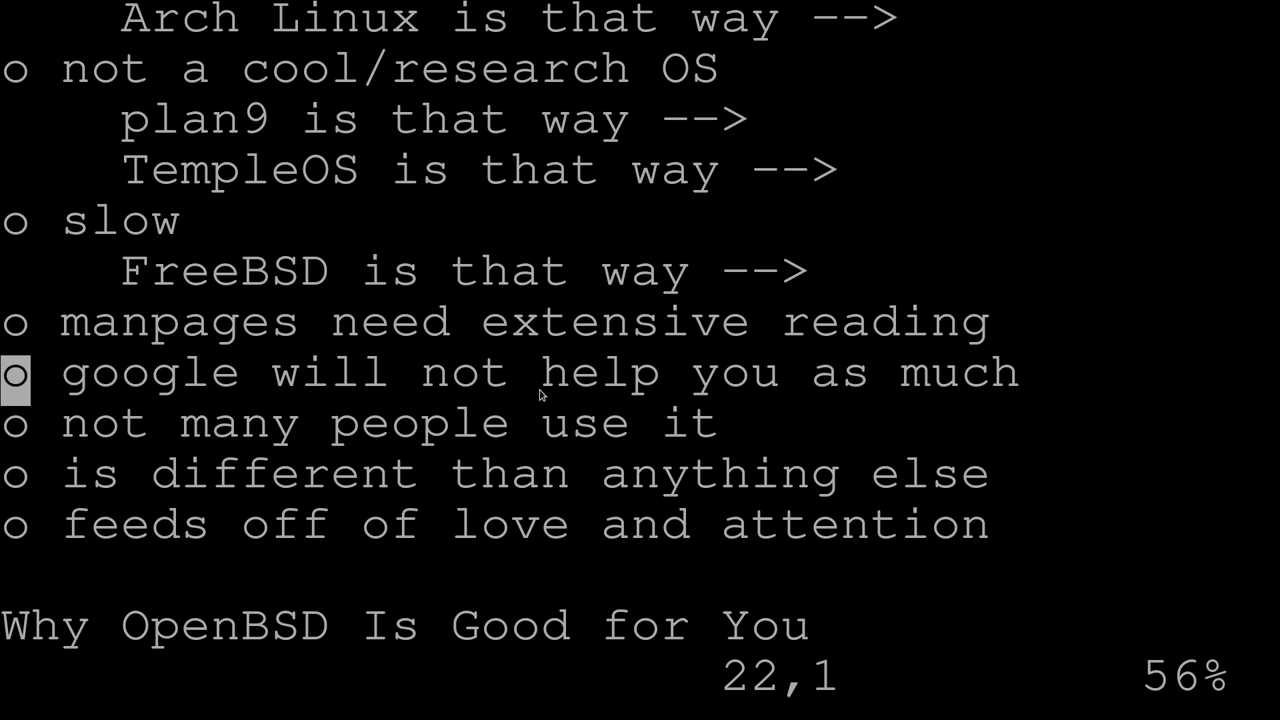 Arch Linux is that way -->
o not a cool/research OS
plan9 is that way -->
TempleOS is that way -->
o slow
FreeBSD is that way -->
o manpages need extensive reading
o google will not help you as much
o not many people use it
o is different than anything else
o feeds off of love and attention
Why OpenBSD Is Good for You
22,1 56%